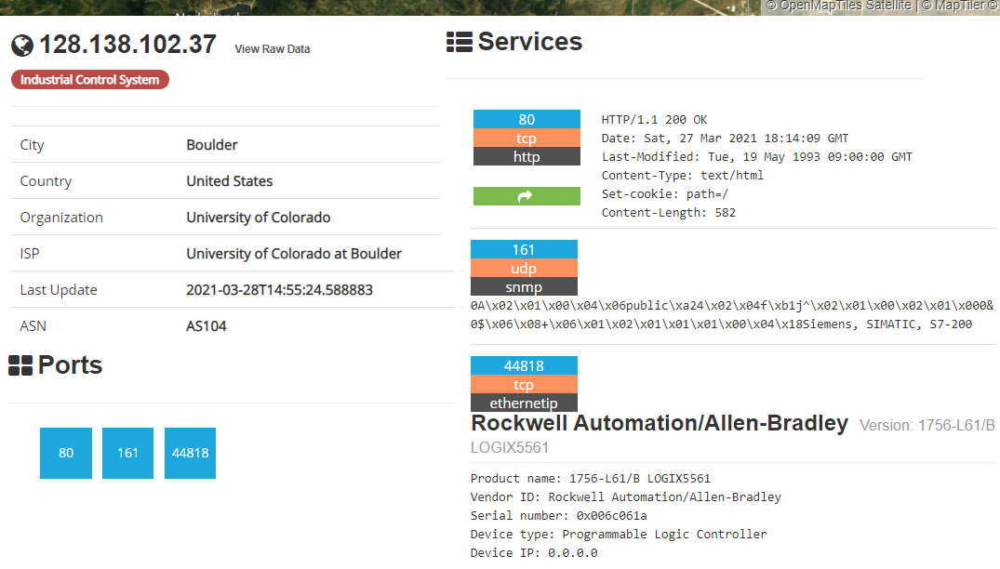 © OpenMapTiles Satellite | © MapTiler ©
128.138.102.37 View Raw Data
Industrial Control System
City Boulder
Country United States
Organization University of Colorado
ISP University of Colorado at Boulder
Last Update 2021-03-28T14:55:24.588883
ASN AS104
Ports
80 161 44818
Services
80
tcp
http
HTTP/1.1 200 OK
Date: Sat, 27 Mar 2021 18:14:09 GMT
Last-Modified: Tue, 19 May 1993 09:00:00 GMT
Content-Type: text/html
Set-cookie: path=/
Content-Length: 582
161
udp
snmp
0A\x02\x01\x00\x04\x06public\xa24\x02\x04f\xb1j^\x02\x01\x00\x02\x01\x000&
0$\x06\x08+\x06\x01\x02\x01\x01\x01\x00\x04\x18Siemens, SIMATIC, S7-200
44818
tcp
ethernetip
Rockwell Automation/Allen-Bradley Version: 1756-L61/B
LOGIX5561
Product name: 1756-L61/B LOGIX5561
Vendor ID: Rockwell Automation/Allen-Bradley
Serial number: 0x006c061a
Device type: Programmable Logic Controller
Device IP: 0.0.0.0